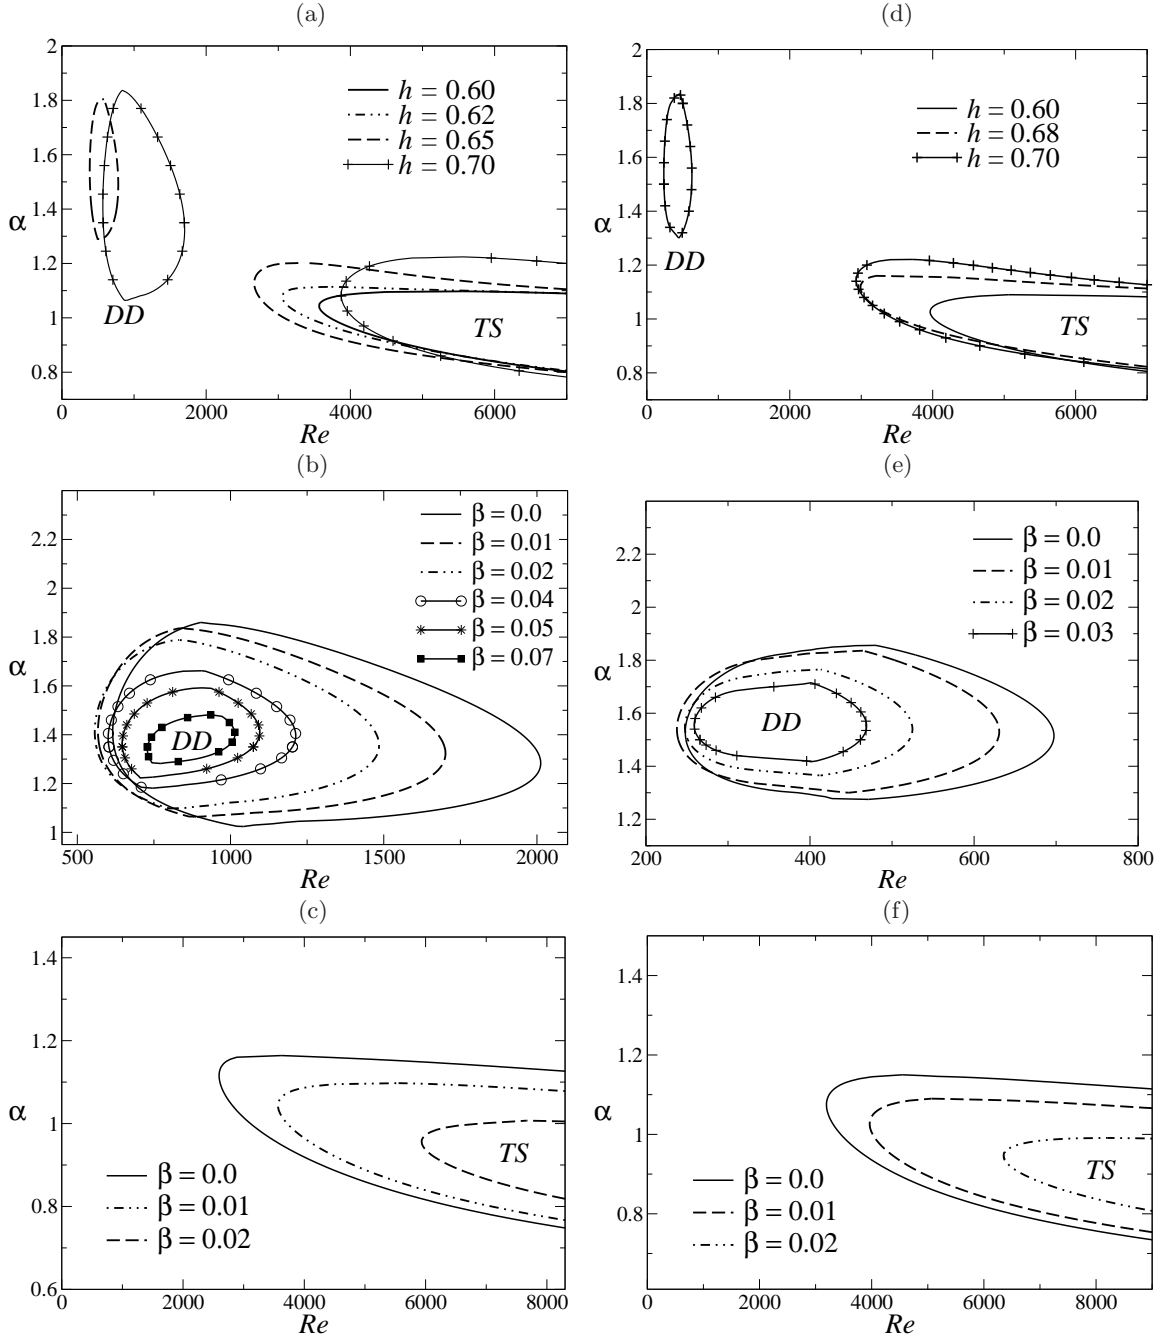 (a)
2
1.8
1.6
1.4
1.2
1
0.8
α
0
2000
4000
6000
Re
h = 0.60
h = 0.62
h = 0.65
h = 0.70
DD
TS
(d)
2
1.8
1.6
1.4
1.2
1
0.8
α
0
2000
4000
6000
Re
h = 0.60
h = 0.68
h = 0.70
DD
TS
(b)
2.2
2
1.8
1.6
1.4
1.2
1
α
500
1000
1500
2000
Re
β = 0.0
β = 0.01
β = 0.02
β = 0.04
β = 0.05
β = 0.07
DD
(e)
2.2
2
1.8
1.6
1.4
1.2
α
200
400
600
800
Re
β = 0.0
β = 0.01
β = 0.02
β = 0.03
DD
(c)
1.4
1.2
1
0.8
0.6
α
0
2000
4000
6000
8000
Re
β = 0.0
β = 0.01
β = 0.02
TS
(f)
1.4
1.2
1
0.8
α
0
2000
4000
6000
8000
Re
β = 0.0
β = 0.01
β = 0.02
TS